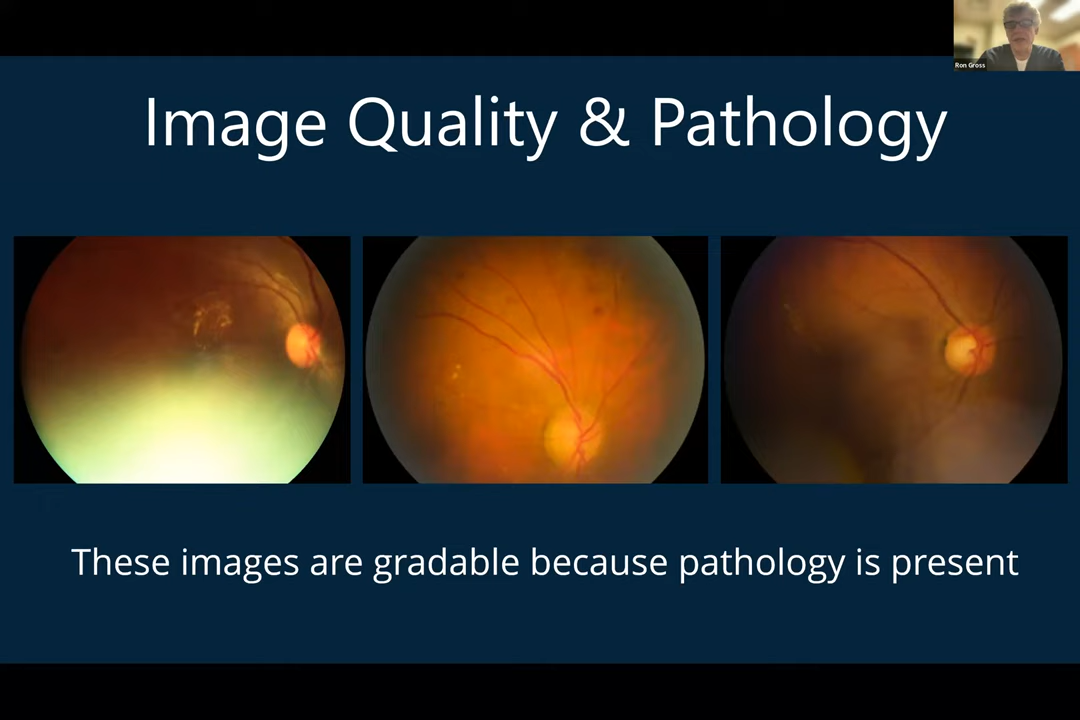 Ron Gross
Image Quality & Pathology
These images are gradable because pathology is present